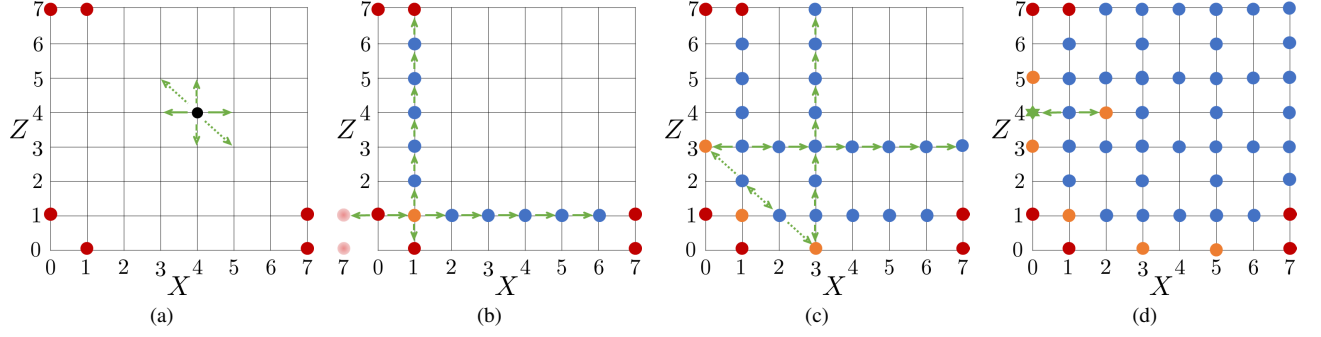 7 7 7 7
6 6 6 6
5 5 5 5
4 4 4 4
Z Z Z Z
3 3 3 3
2 2 2 2
1 1 1 1
0 0 0 0
0 1 2 3 4 5 6 7 7 0 1 2 3 4 5 6 7 0 1 2 3 4 5 6 7 0 1 2 3 4 5 6 7
X X X X
(a) (b) (c) (d)